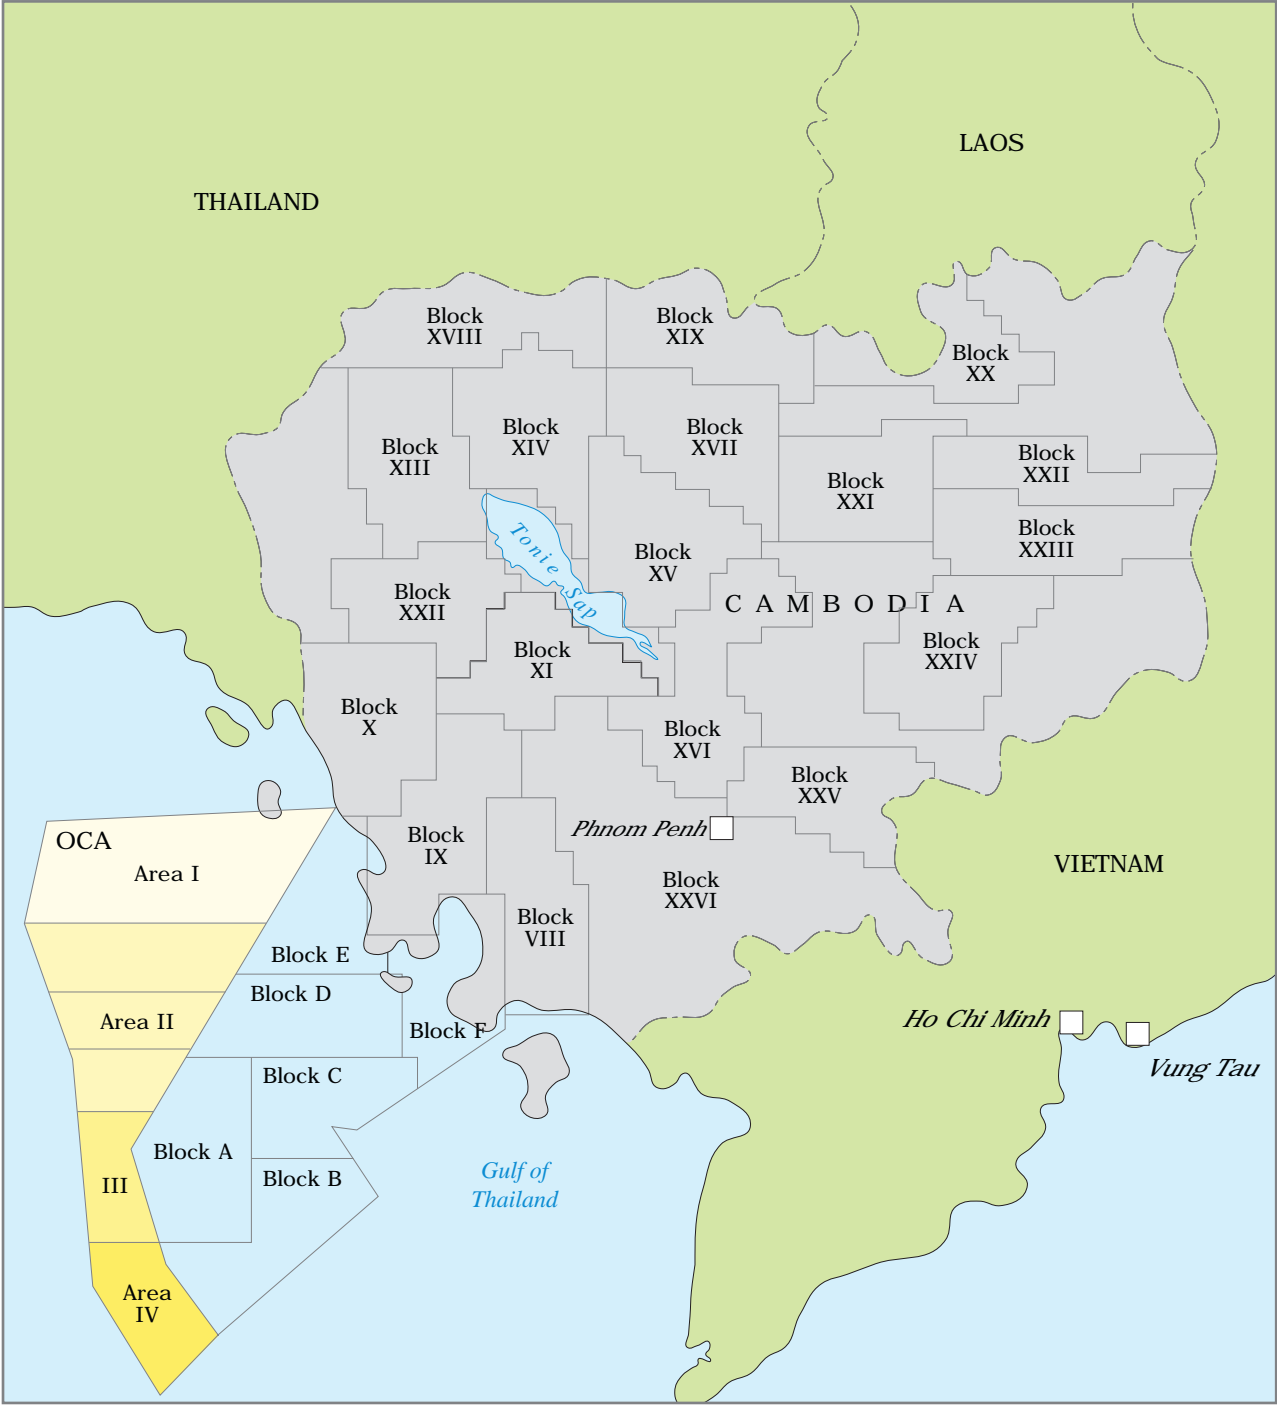 LAOS
THAILAND
Block
XVIII
Block
XIX
Block
XX
Block
XIII
Block
XIV
Block
XVII
Block
XXI
Block
XXII
Block
XXIII
Tonie Sap
Block
XV
Block
XXII
CAMBODIA
Block
XI
Block
XXIV
Block
X
Block
XVI
Block
XXV
Phnom Penh
OCA
Area I
Block
IX
VIETNAM
Block
XXVI
Block
VIII
Block E
Block D
Area II
Block F
Ho Chi Minh
Vung Tau
Block C
Block A
III
Block B
Gulf of
Thailand
Area
IV